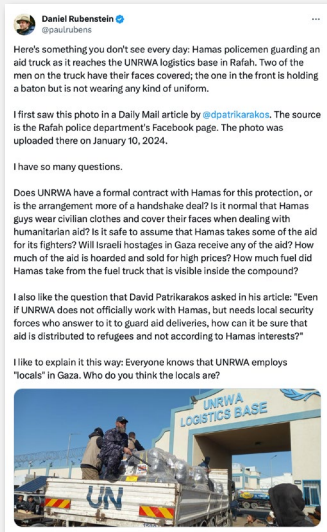 Daniel Rubenstein
@paulrubens
Here's something you don't see every day: Hamas policemen guarding an
aid truck as it reaches the UNRWA logistics base in Rafah. Two of the
men on the truck have their faces covered; the one in the front is holding
a baton but is not wearing any kind of uniform.
I first saw this photo in a Daily Mail article by @dpatrikarakos. The source
is the Rafah police department's Facebook page. The photo was
uploaded there on January 10, 2024.
I have so many questions.
Does UNRWA have a formal contract with Hamas for this protection, or
is the arrangement more of a handshake deal? Is it normal that Hamas
guys wear civilian clothes and cover their faces when dealing with
humanitarian aid? Is it safe to assume that Hamas takes some of the aid
for its fighters? Will Israeli hostages in Gaza receive any of the aid? How
much of the aid is hoarded and sold for high prices? How much fuel did
Hamas take from the fuel truck that is visible inside the compound?
I also like the question that David Patrikarakos asked in his article: "Even
if UNRWA does not officially work with Hamas, but needs local security
forces who answer to it to guard aid deliveries, how can it be sure that
aid is distributed to refugees and not according to Hamas interests?"
I like to explain it this way: Everyone knows that UNRWA employs
"locals" in Gaza. Who do you think the locals are?
UNRWA
LOGISTICS BASE
UN